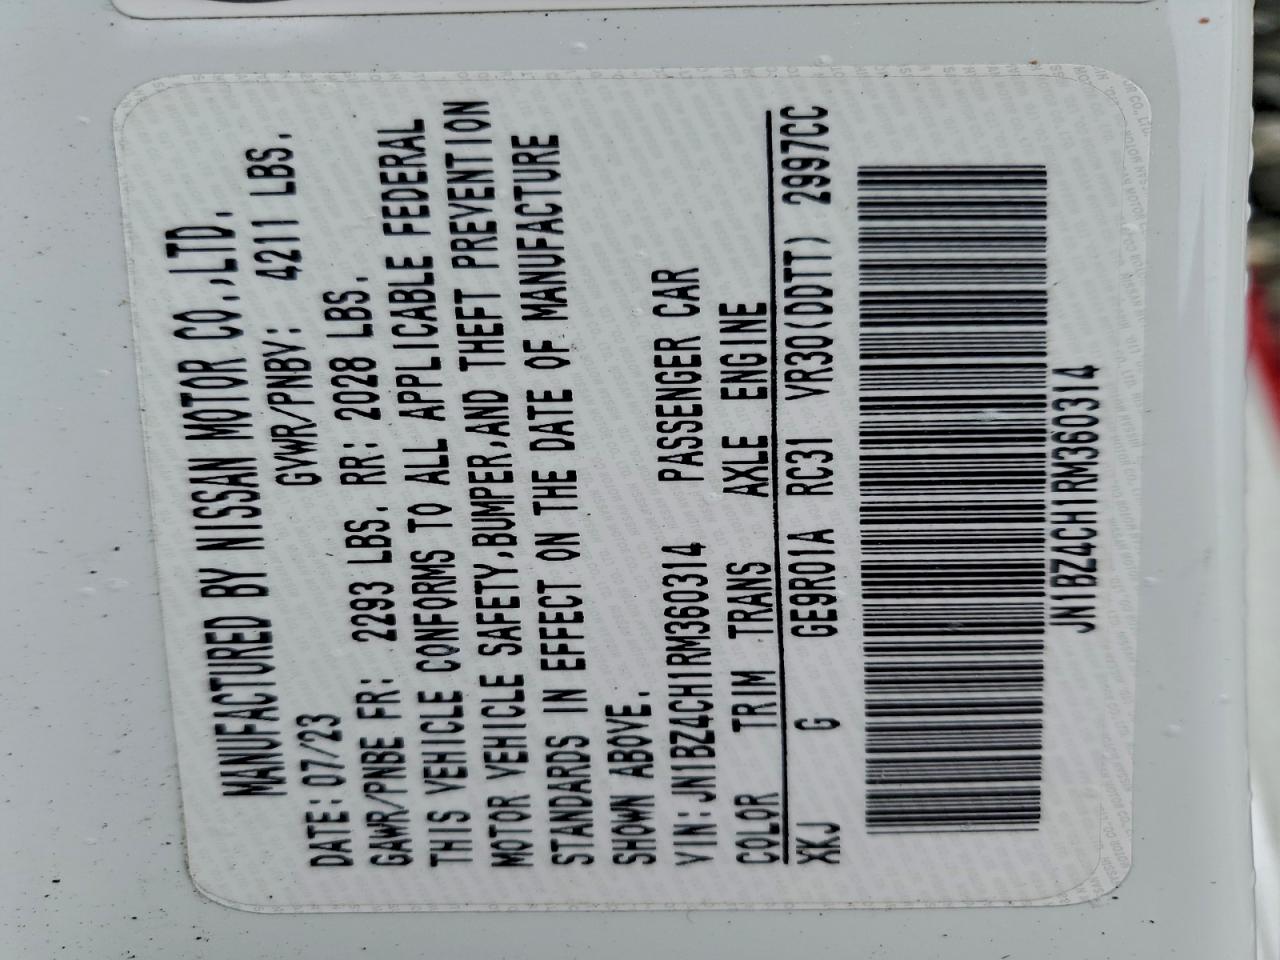 MANUFACTURED BY NISSAN MOTOR CO.,LTD.
DATE: 07/23 GVWR/PNBV: 4211 LBS.
GAWR/PNBE FR: 2293 LBS. RR: 2028 LBS.
THIS VEHICLE CONFORMS TO ALL APPLICABLE FEDERAL
MOTOR VEHICLE SAFETY,BUMPER,AND THEFT PREVENTION
STANDARDS IN EFFECT ON THE DATE OF MANUFACTURE
SHOWN ABOVE.
VIN: JN1BZ4CH1RM360314 PASSENGER CAR
COLOR TRIM TRANS AXLE ENGINE
XKJ G GE9R01A RC31 VR30(DDTT) 2997CC
JN1BZ4CH1RM360314